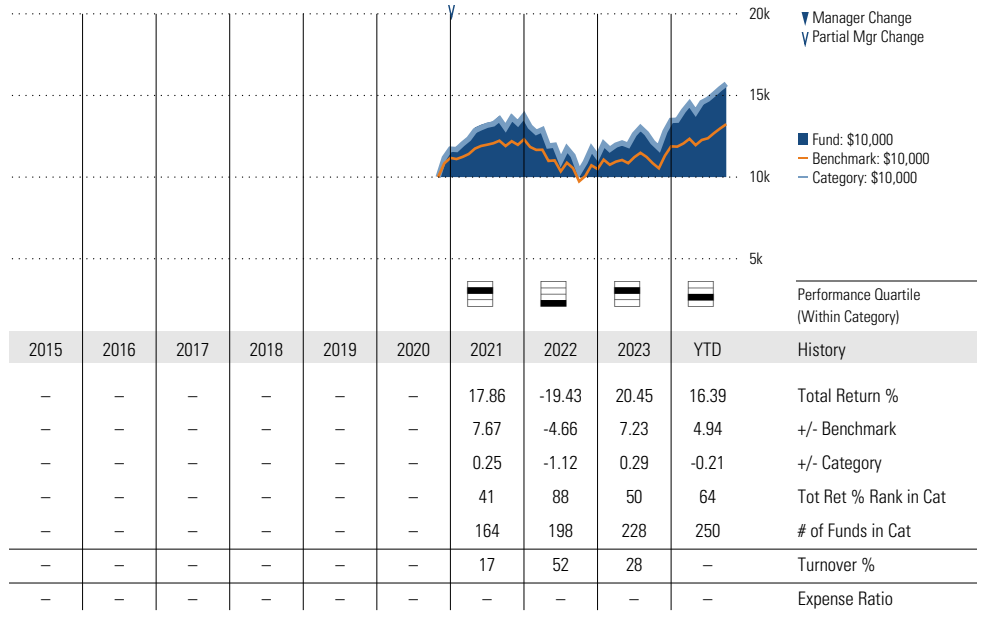 20k
15k
10k
5k
Manager Change
Partial Mgr Change
Fund: $10,000
Benchmark: $10,000
Category: $10,000
Performance Quartile
(Within Category)
2015 2016 2017 2018 2019 2020 2021 2022 2023 YTD History
– – – – – – 17.86 -19.43 20.45 16.39 Total Return %
– – – – – – 7.67 -4.66 7.23 4.94 +/- Benchmark
– – – – – – 0.25 -1.12 0.29 -0.21 +/- Category
– – – – – – 41 88 50 64 Tot Ret % Rank in Cat
– – – – – – 164 198 228 250 # of Funds in Cat
– – – – – – 17 52 28 – Turnover %
– – – – – – – – – – Expense Ratio